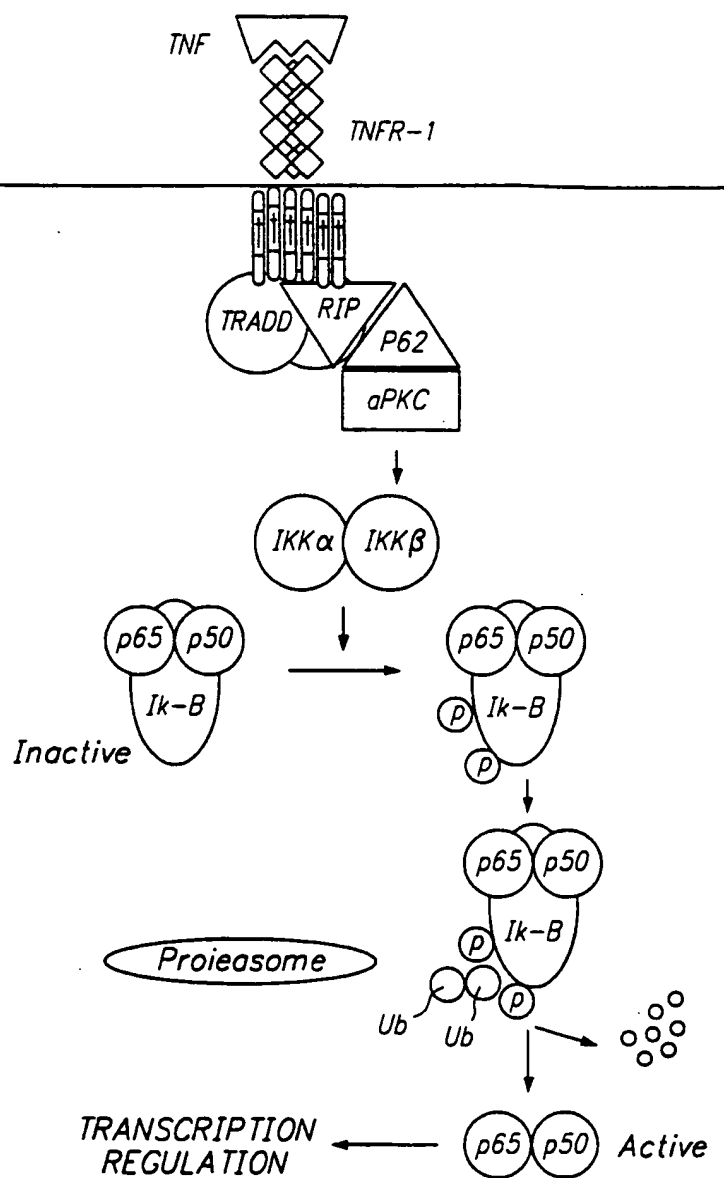 TNF
TNFR-1
TRADD
RIP
P62
aPKC
IKKα
IKKβ
p65
p50
Ik-B
Inactive
p65
p50
Ik-B
P
P
p65
p50
Ik-B
P
P
Proieasome
Ub
Ub
p65
p50
Active
TRANSCRIPTION
REGULATION